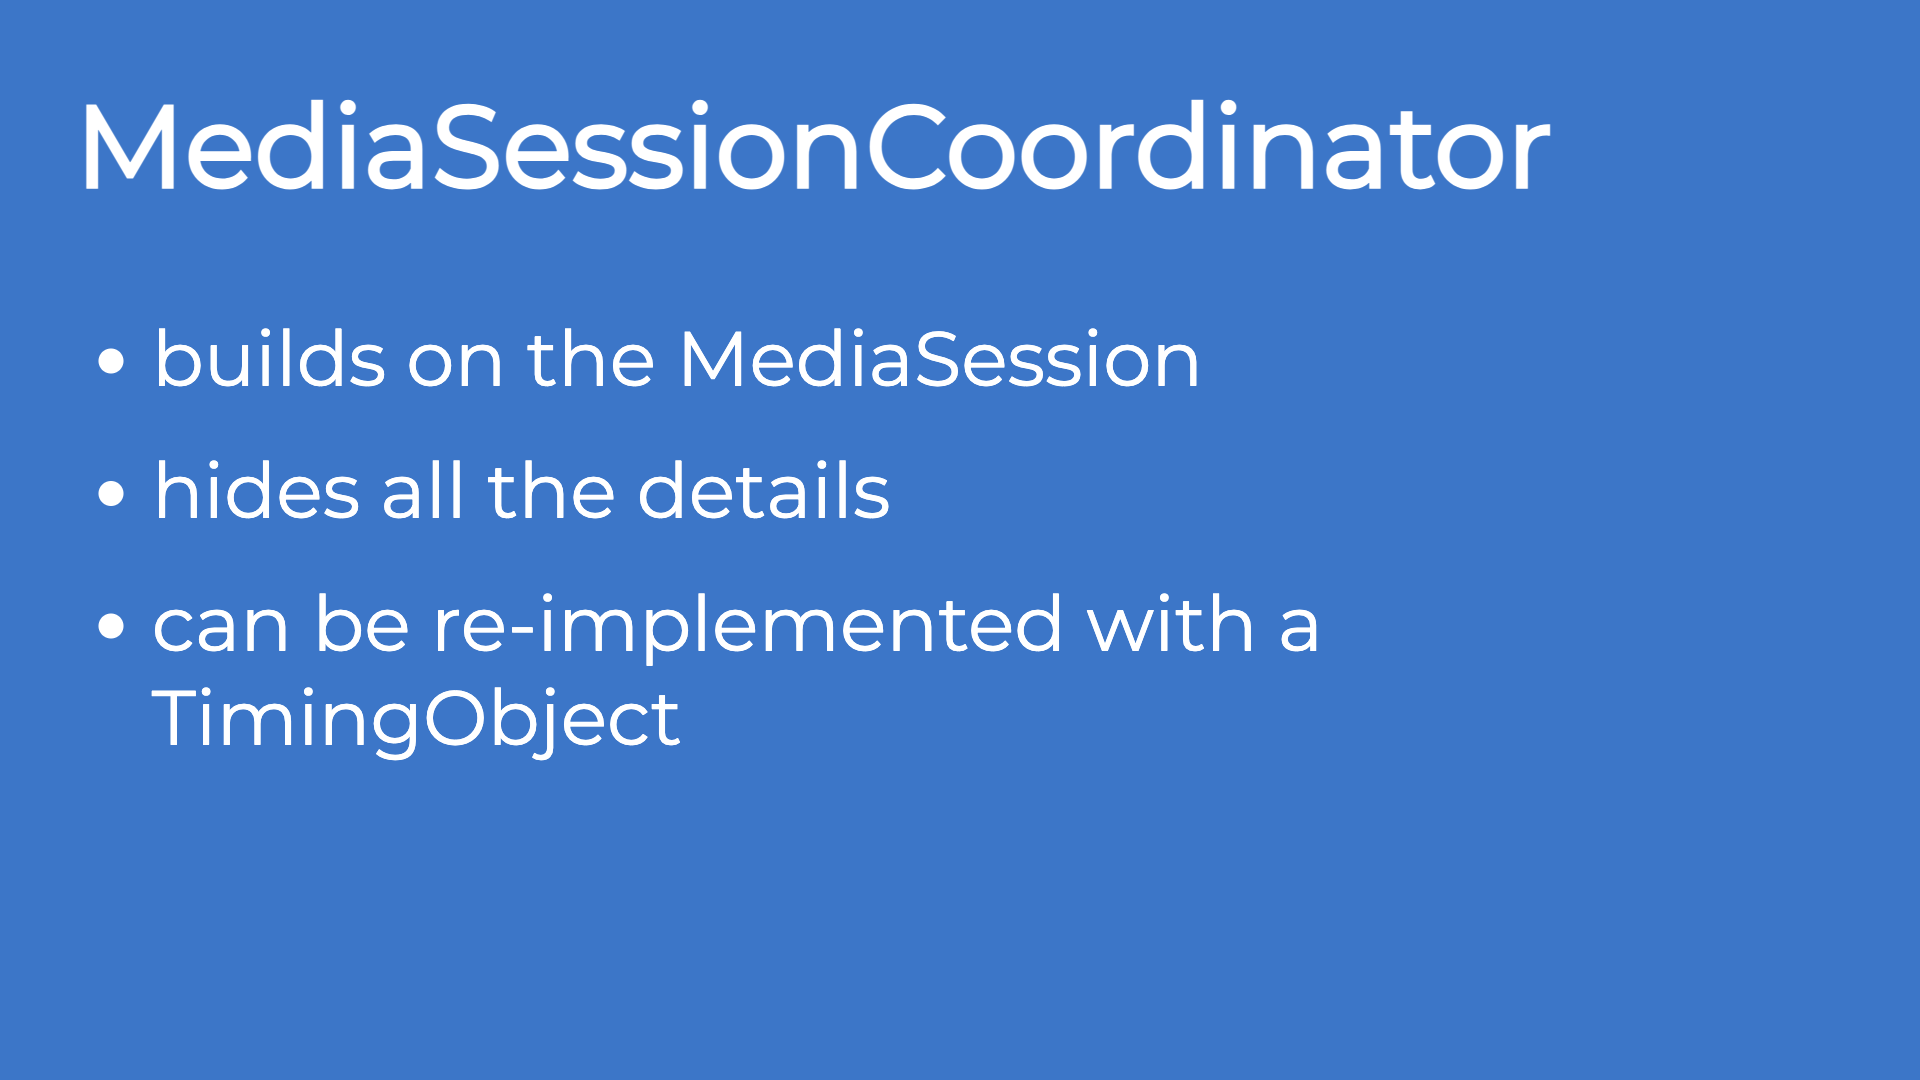 MediaSessionCoordinator
• builds on the MediaSession
• hides all the details
• can be re-implemented with a
TimingObject